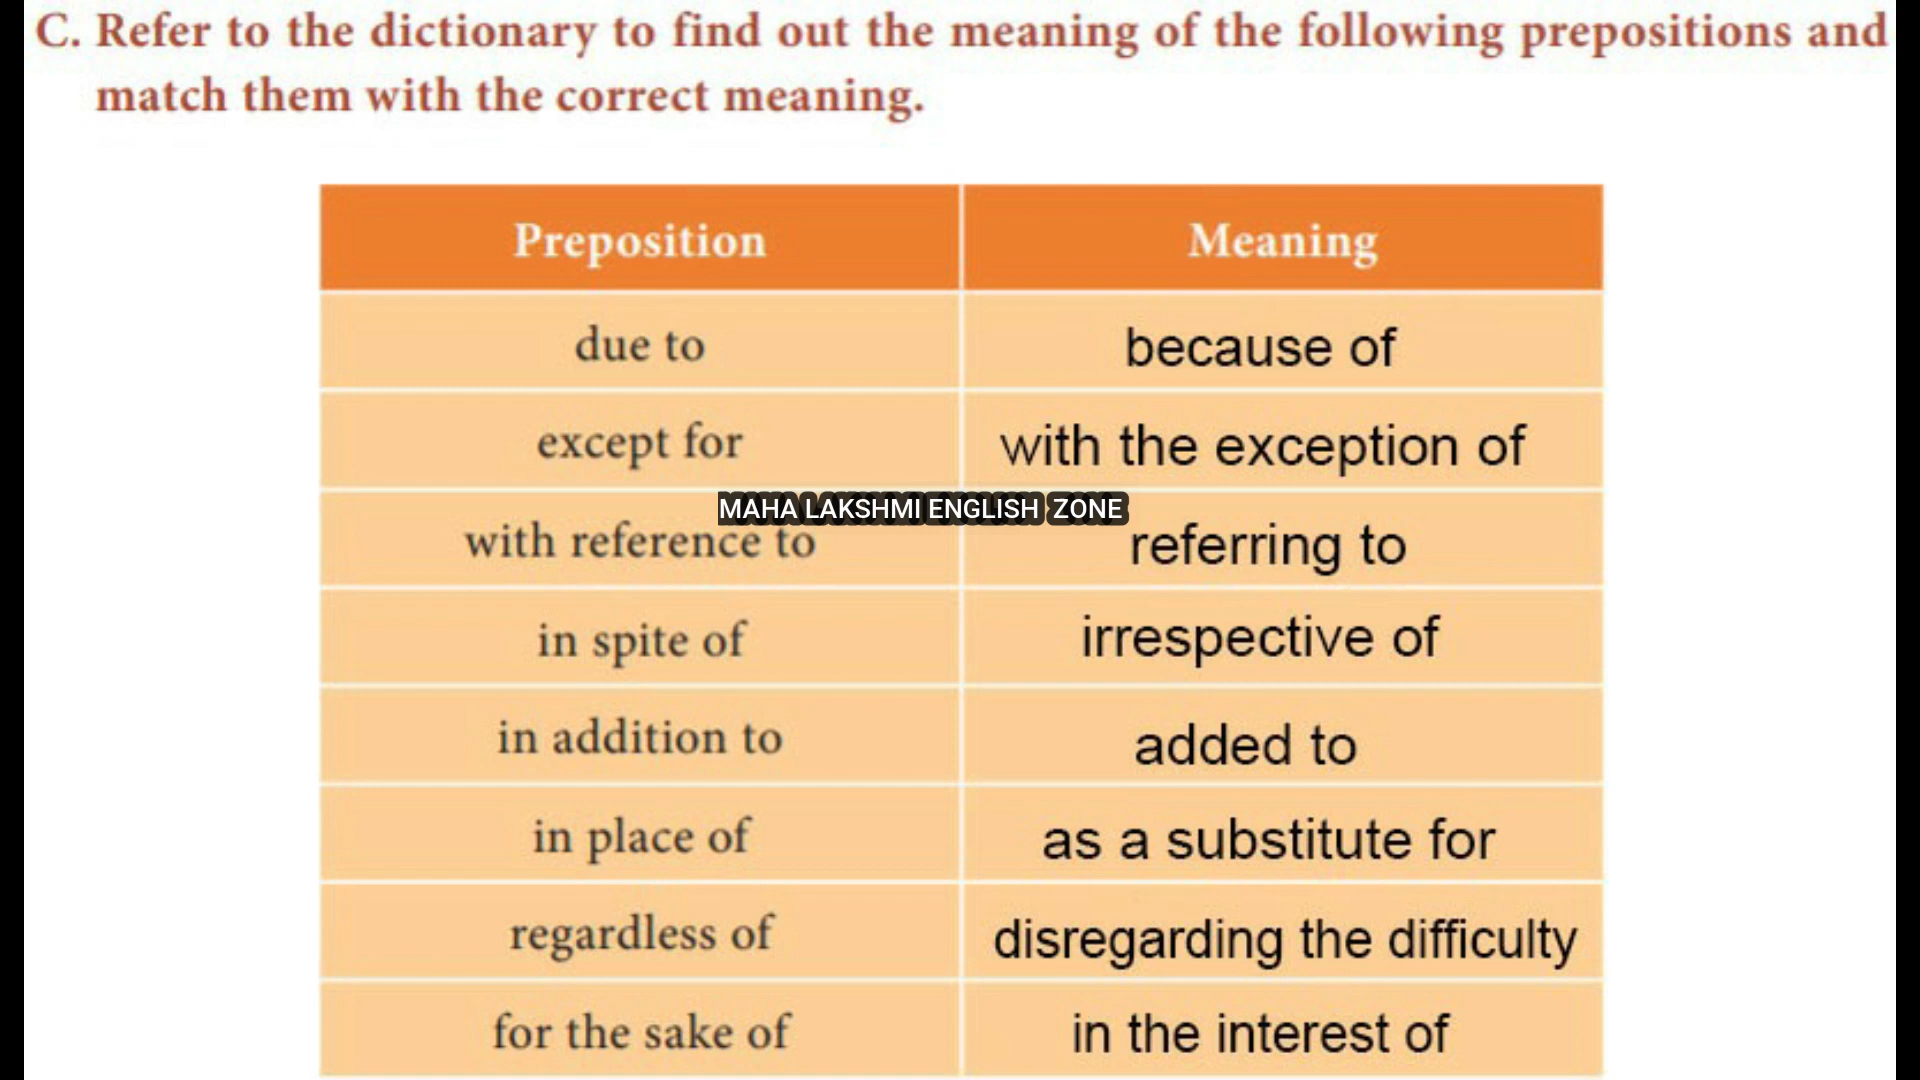 C. Refer to the dictionary to find out the meaning of the following prepositions and
match them with the correct meaning.
Preposition Meaning
due to because of
except for with the exception of
MAHA LAKSHMI ENGLISH ZONE
with reference to referring to
in spite of irrespective of
in addition to added to
in place of as a substitute for
regardless of disregarding the difficulty
for the sake of in the interest of